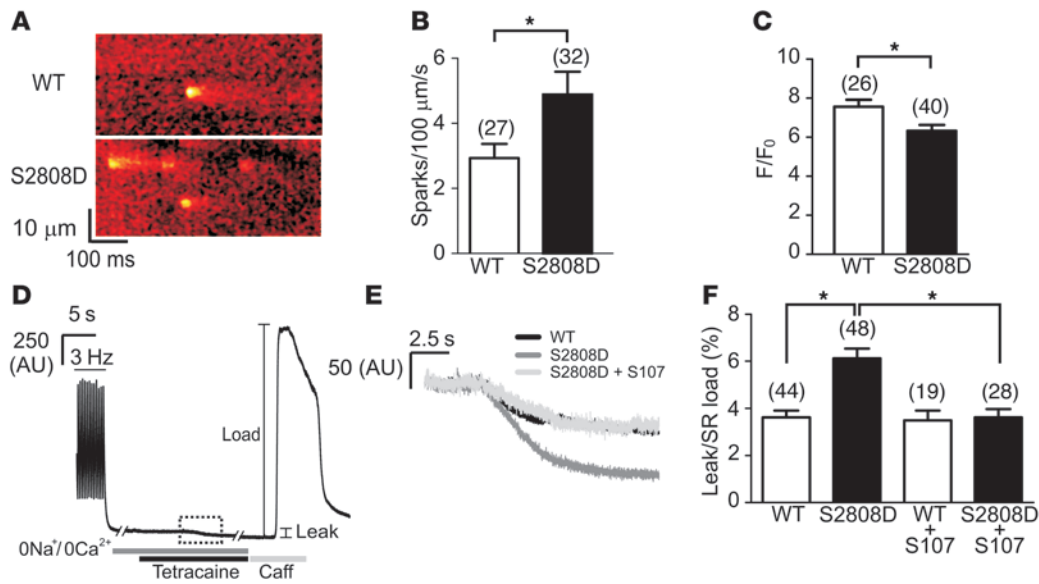 A
WT
S2808D
10 μm
100 ms
B
Sparks/100 μm/s
6
4
2
0
*
(27)
(32)
WT
S2808D
C
F/F0
10
8
6
4
2
0
*
(26)
(40)
WT
S2808D
D
5 s
250
(AU)
3 Hz
Load
Leak
0Na+/0Ca2+
Tetracaine
Caff
E
2.5 s
50 (AU)
WT
S2808D
S2808D + S107
F
Leak/SR load (%)
8
6
4
2
0
*
*
(44)
(48)
(19)
(28)
WT
S2808D
WT
+
S107
S2808D
+
S107